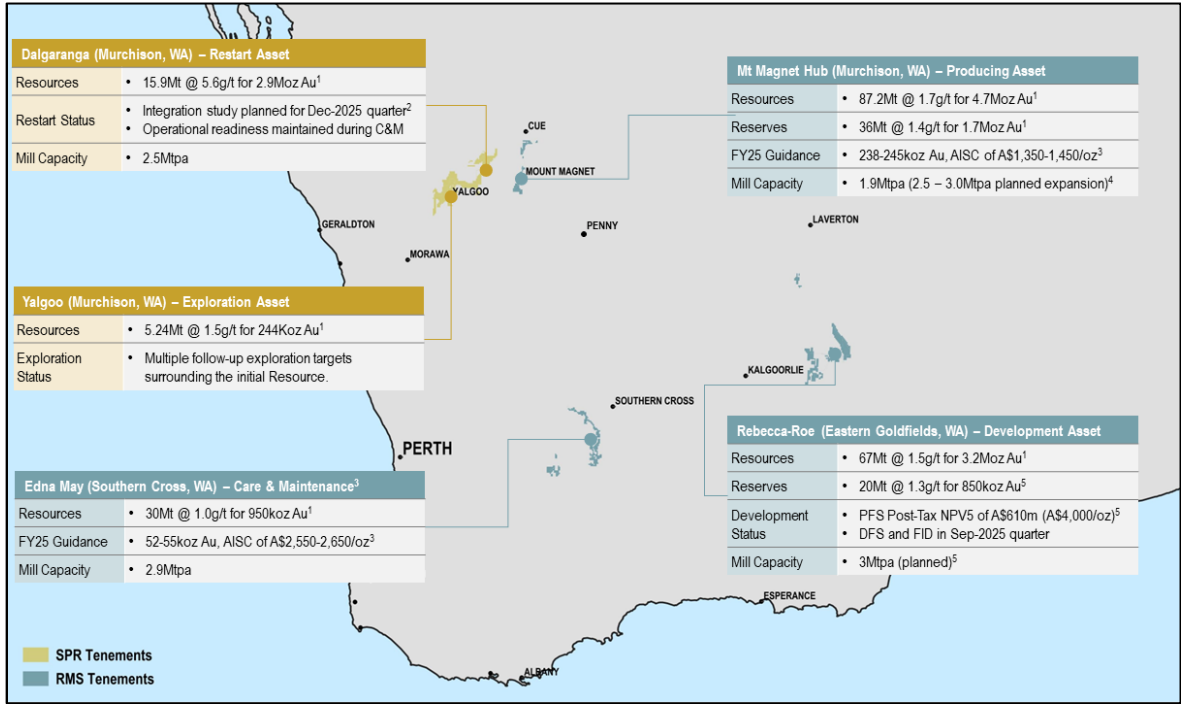 Dalgaranga (Murchison, WA) – Restart Asset
Resources • 15.9Mt @ 5.6g/t for 2.9Moz Au¹
Restart Status • Integration study planned for Dec-2025 quarter²
• Operational readiness maintained during C&M
Mill Capacity • 2.5Mtpa
Mt Magnet Hub (Murchison, WA) – Producing Asset
Resources • 87.2Mt @ 1.7g/t for 4.7Moz Au¹
Reserves • 36Mt @ 1.4g/t for 1.7Moz Au¹
FY25 Guidance • 238-245koz Au, AISC of A$1,350-1,450/oz³
Mill Capacity • 1.9Mtpa (2.5 – 3.0Mtpa planned expansion)⁴
CUE
MOUNT MAGNET
YALGOO
GERALDTON
PENNY
LAVERTON
MORAWA
Yalgoo (Murchison, WA) – Exploration Asset
Resources • 5.24Mt @ 1.5g/t for 244Koz Au¹
Exploration Status • Multiple follow-up exploration targets
surrounding the initial Resource.
KALGOORLIE
SOUTHERN CROSS
PERTH
Edna May (Southern Cross, WA) – Care & Maintenance³
Resources • 30Mt @ 1.0g/t for 950koz Au¹
FY25 Guidance • 52-55koz Au, AISC of A$2,550-2,650/oz³
Mill Capacity • 2.9Mtpa
Rebecca-Roe (Eastern Goldfields, WA) – Development Asset
Resources • 67Mt @ 1.5g/t for 3.2Moz Au¹
Reserves • 20Mt @ 1.3g/t for 850koz Au⁵
Development Status • PFS Post-Tax NPV5 of A$610m (A$4,000/oz)⁵
• DFS and FID in Sep-2025 quarter
Mill Capacity • 3Mtpa (planned)⁵
ESPERANCE
ALBANY
SPR Tenements
RMS Tenements